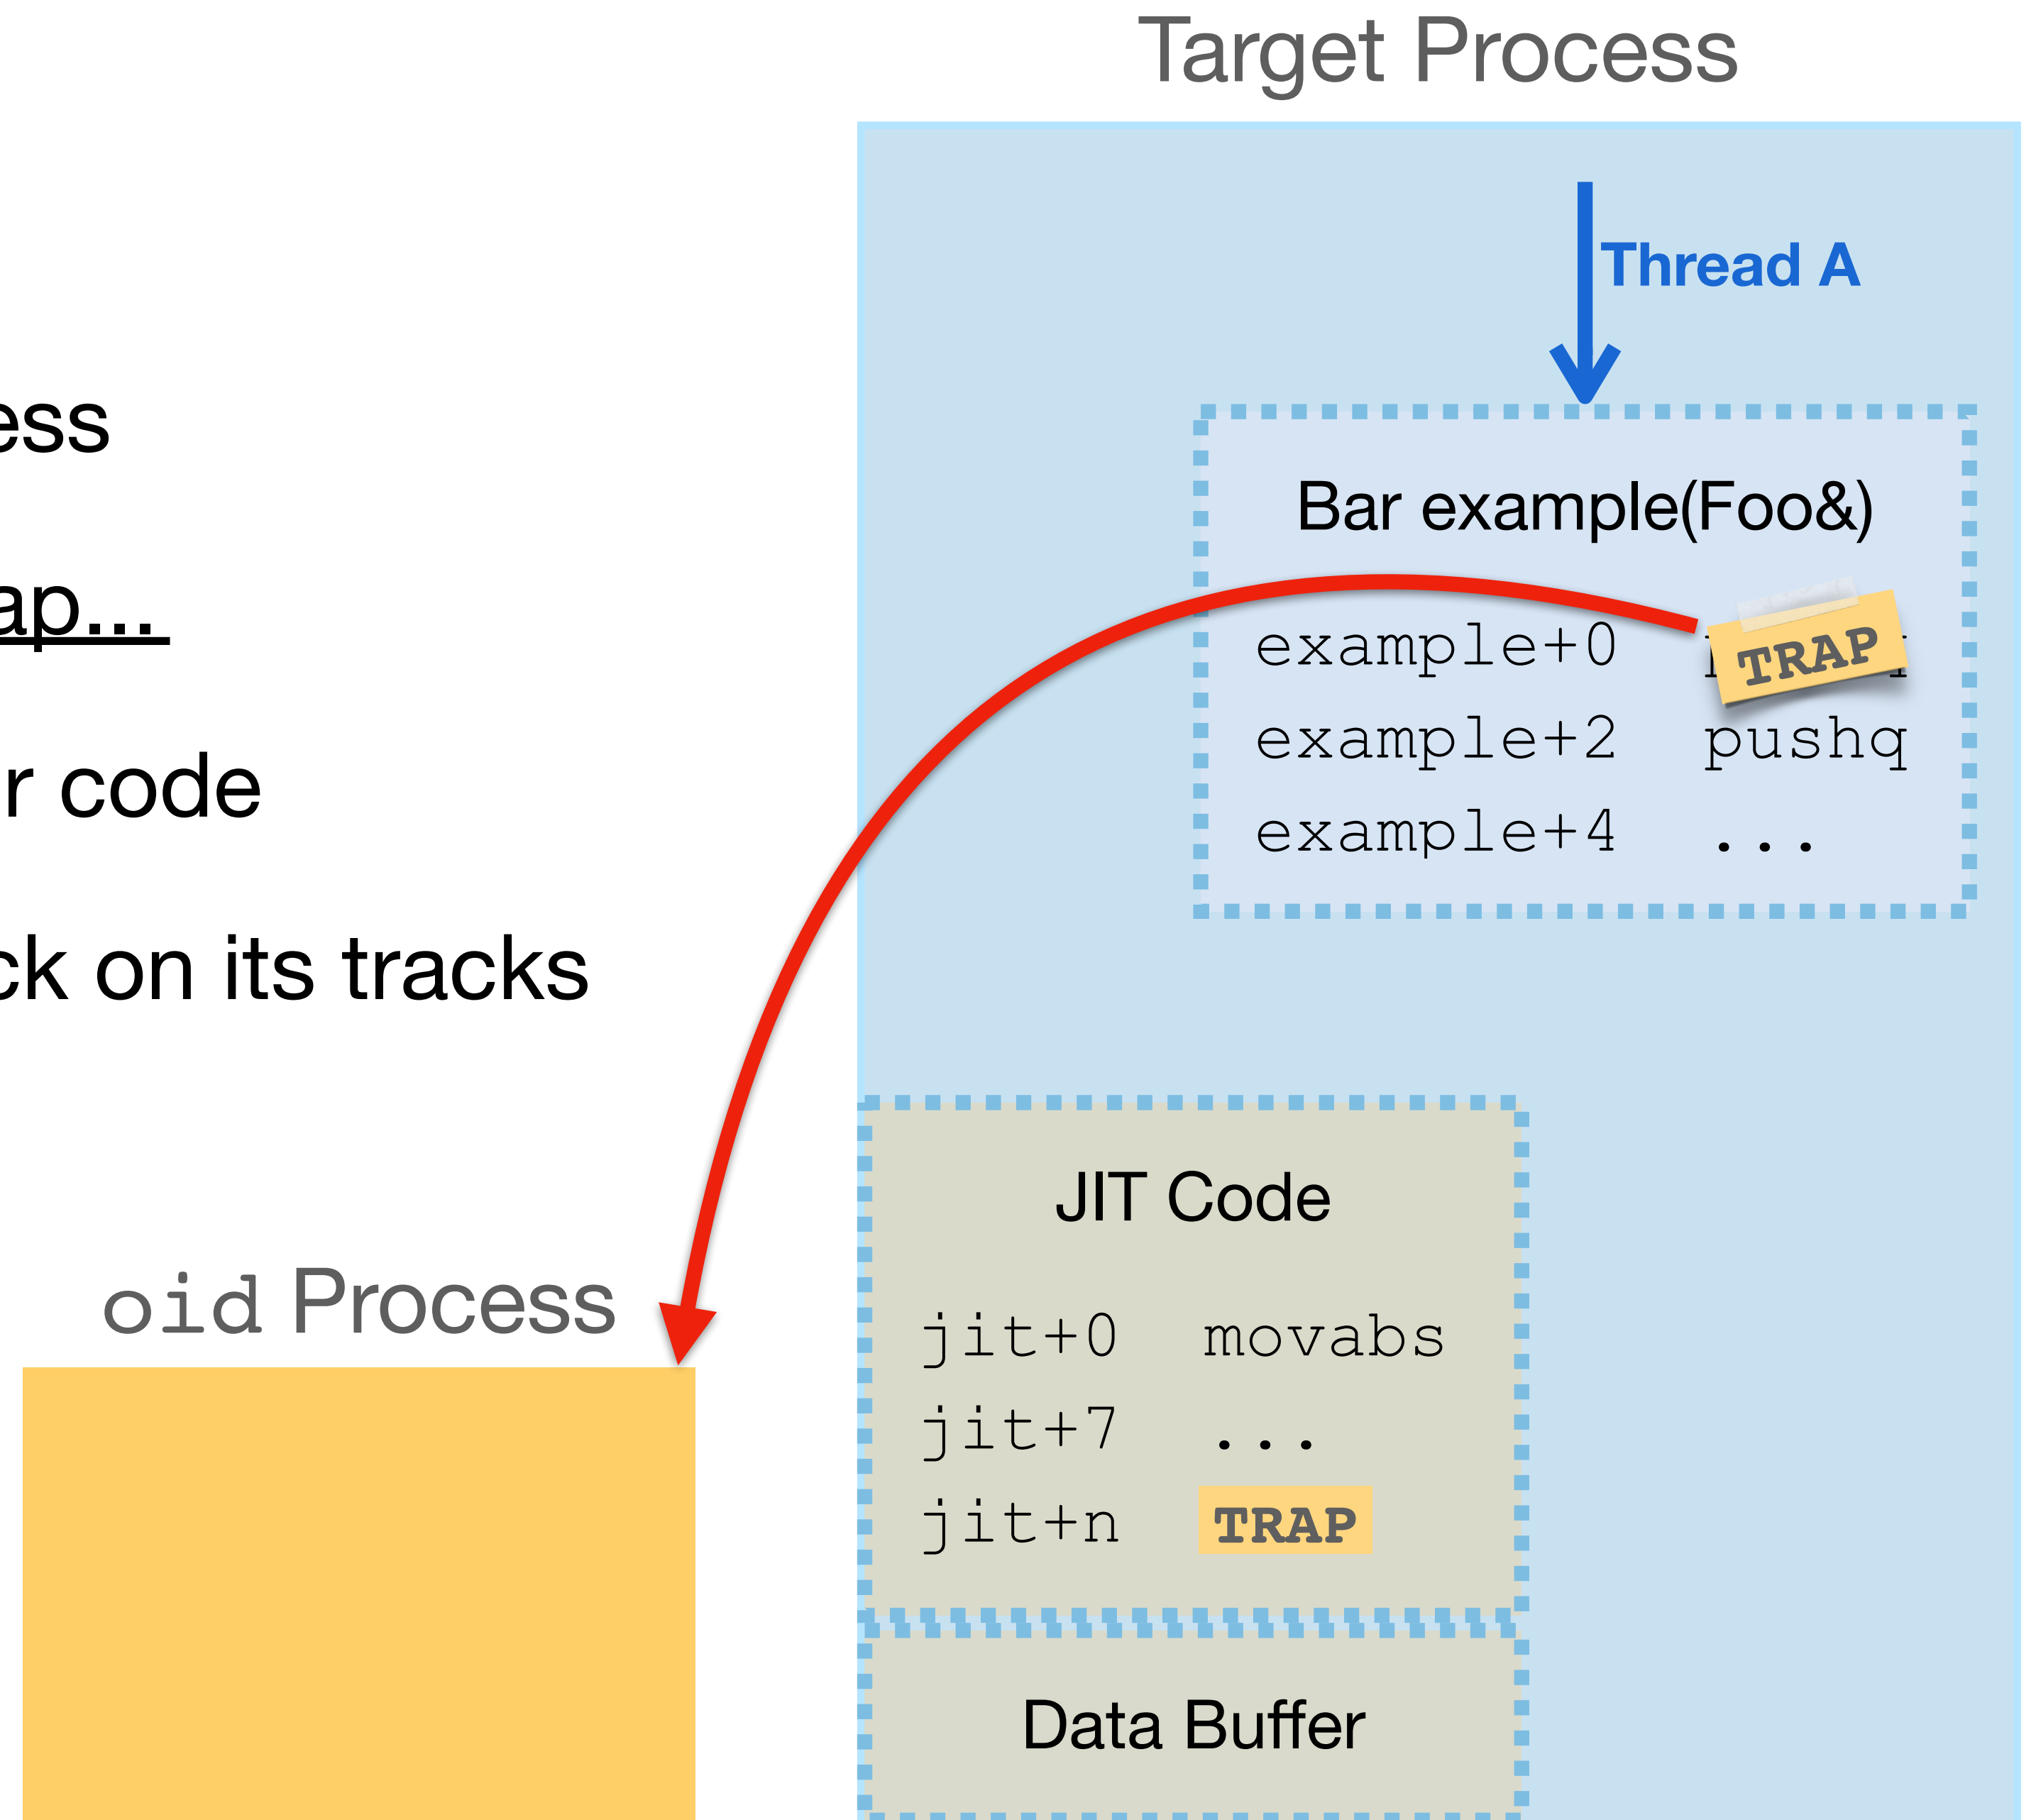 Target Process
Thread A
ess
ap...
r code
ck on its tracks
Bar example(Foo&)
example+0 TRAP
example+2 pushq
example+4 ...
oid Process
JIT Code
jit+0 movabs
jit+7 ...
jit+n TRAP
Data Buffer